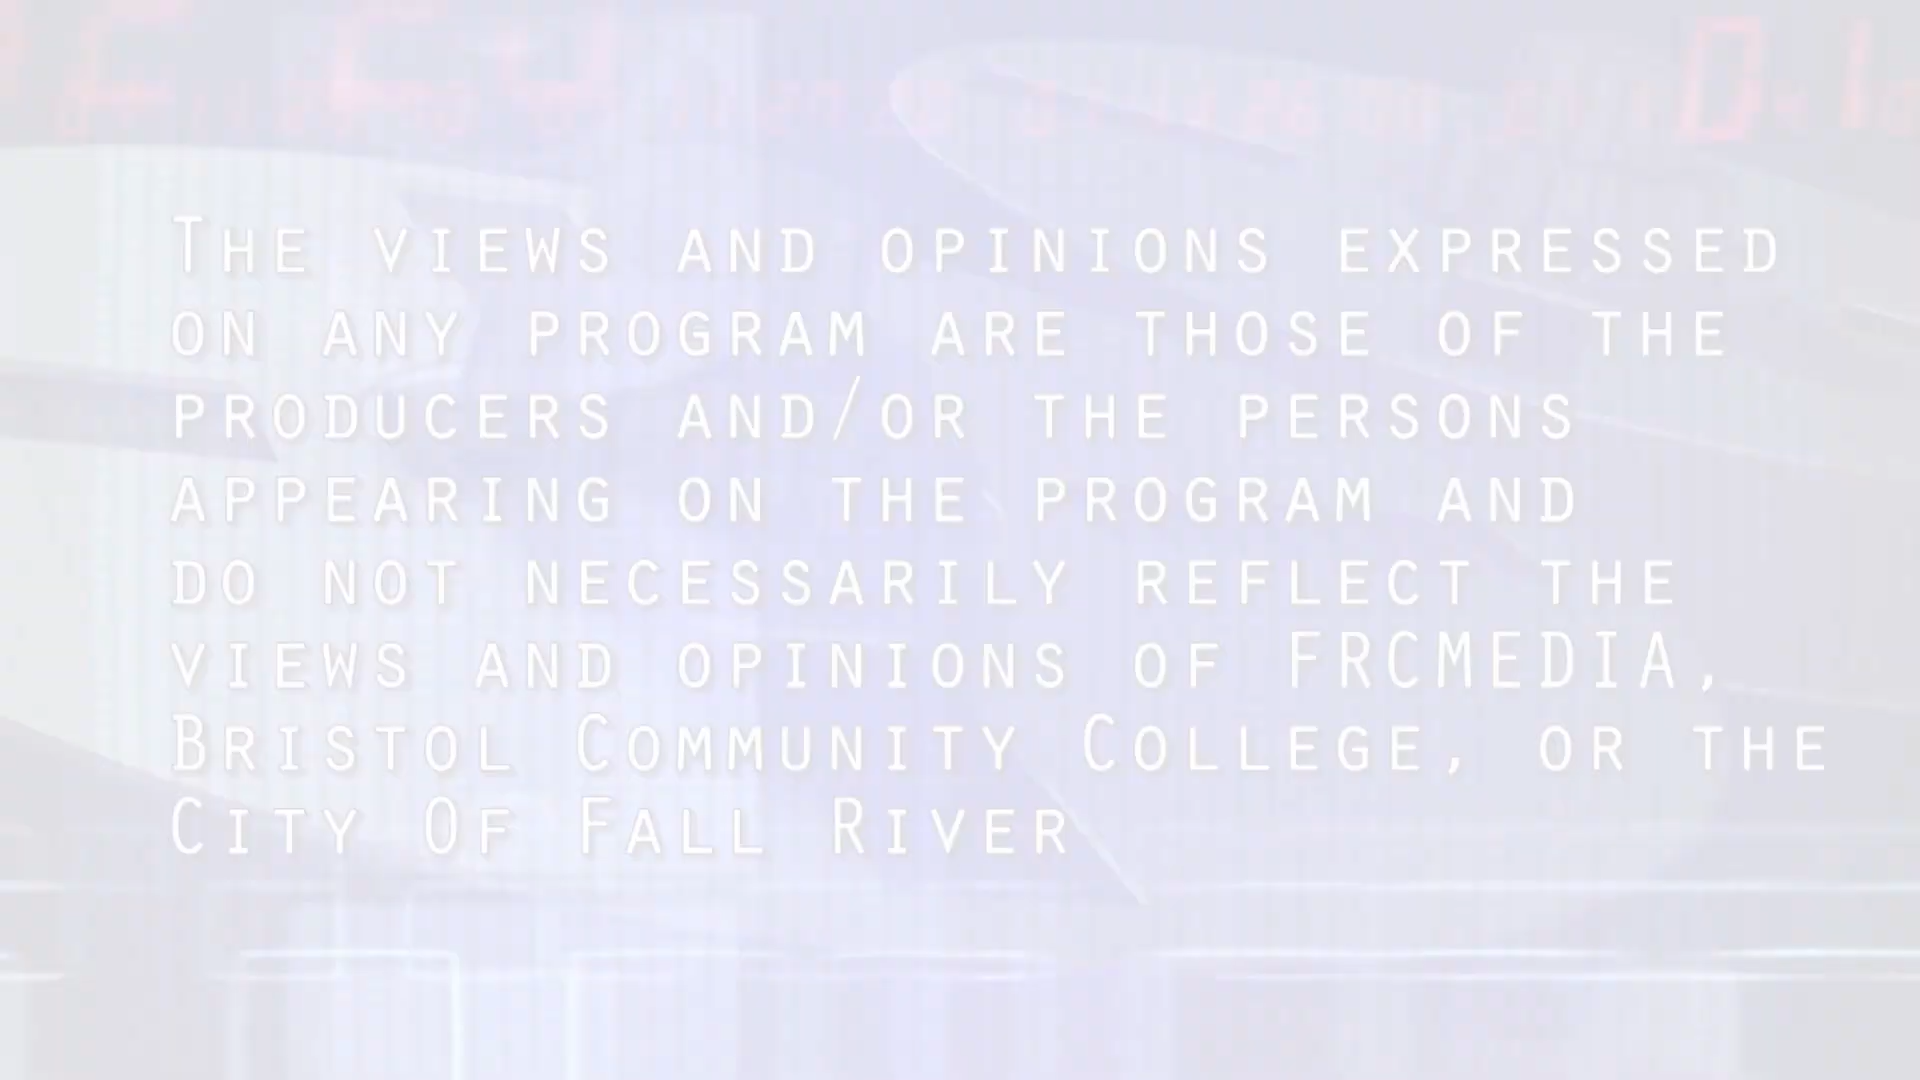 The views and opinions expressed
on any program are those of the
producers and/or the persons
appearing on the program and
do not necessarily reflect the
views and opinions of FRCMEDIA,
Bristol Community College, or the
City Of Fall River